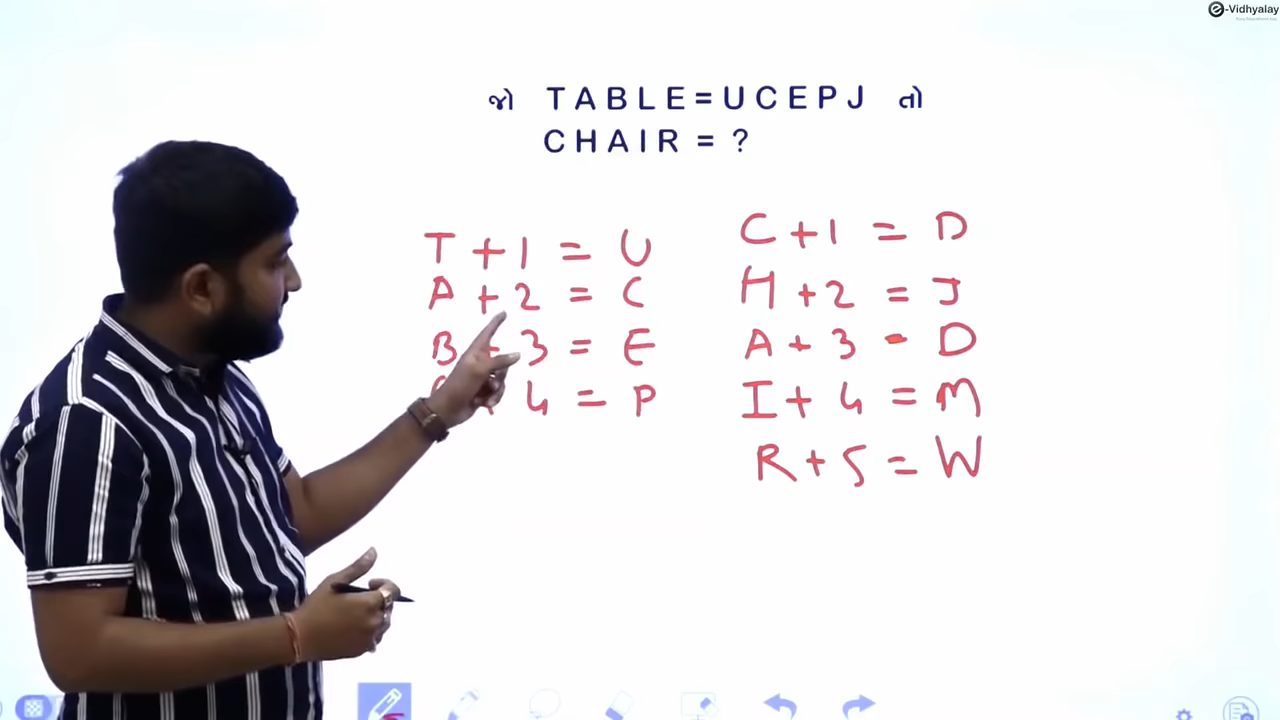 e-Vidhyalay
જો TABLE=UCEPJ તો
CHAIR = ?
T + 1 = U
A + 2 = C
B + 3 = E
4 = P
C + 1 = D
H + 2 = J
A + 3 = D
I + 4 = M
R + 5 = W